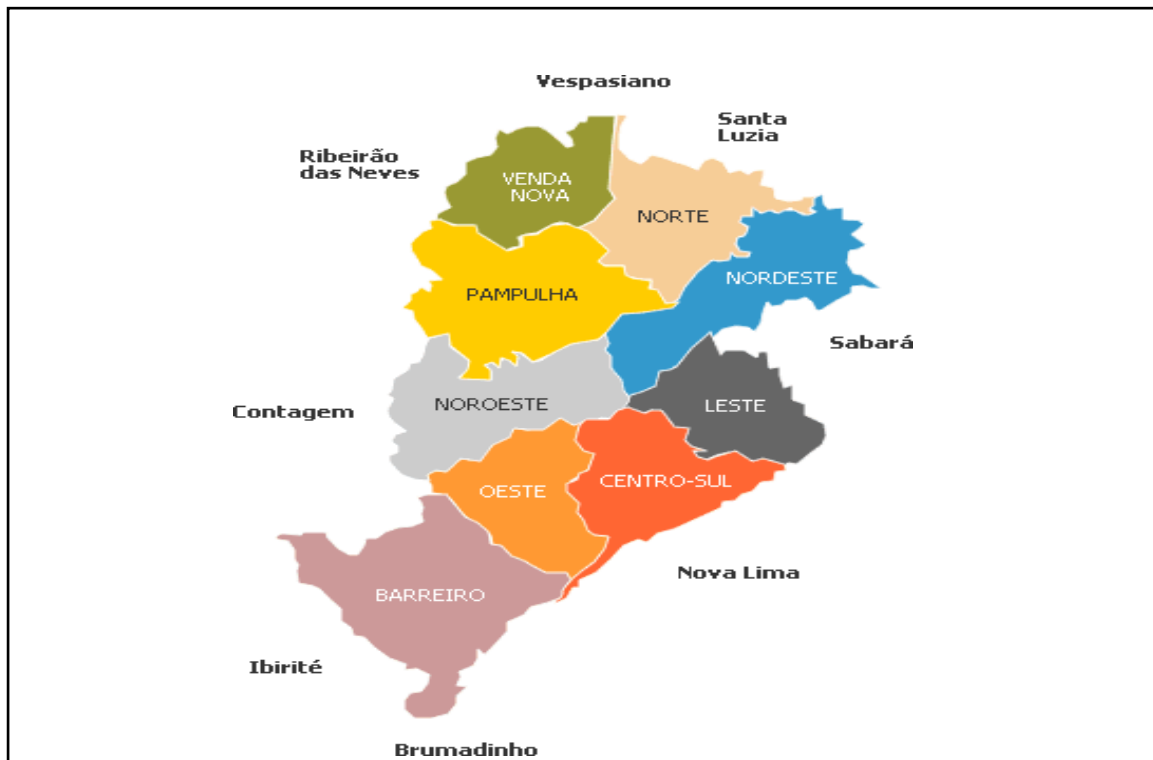 Vespasiano
Santa
Luzia
Ribeirão
das Neves
VENDA
NOVA
NORTE
NORDESTE
PAMPULHA
Sabará
Contagem
NOROESTE
LESTE
OESTE
CENTRO-SUL
Nova Lima
BARREIRO
Ibirité
Brumadinho